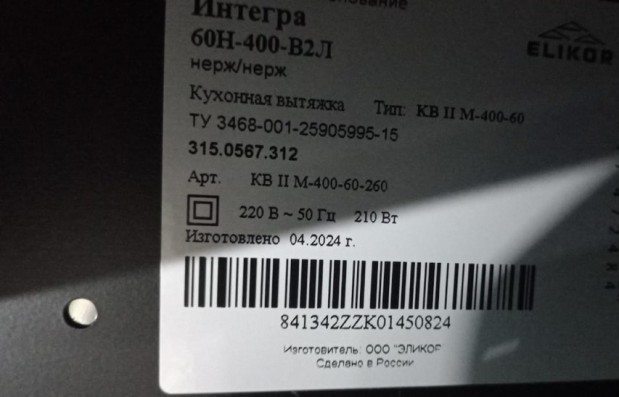 Интегра
ELIKOR
60Н-400-В2Л
нерж/нерж
Кухонная вытяжка Тип: КВ II М-400-60
ТУ 3468-001-25905995-15
315.0567.312
Арт. КВ II М-400-60-260
220 В ~ 50 Гц 210 Вт
Изготовлено 04.2024 г.
841342ZZK01450824
Изготовитель: ООО "ЭЛИКОР
Сделано в России